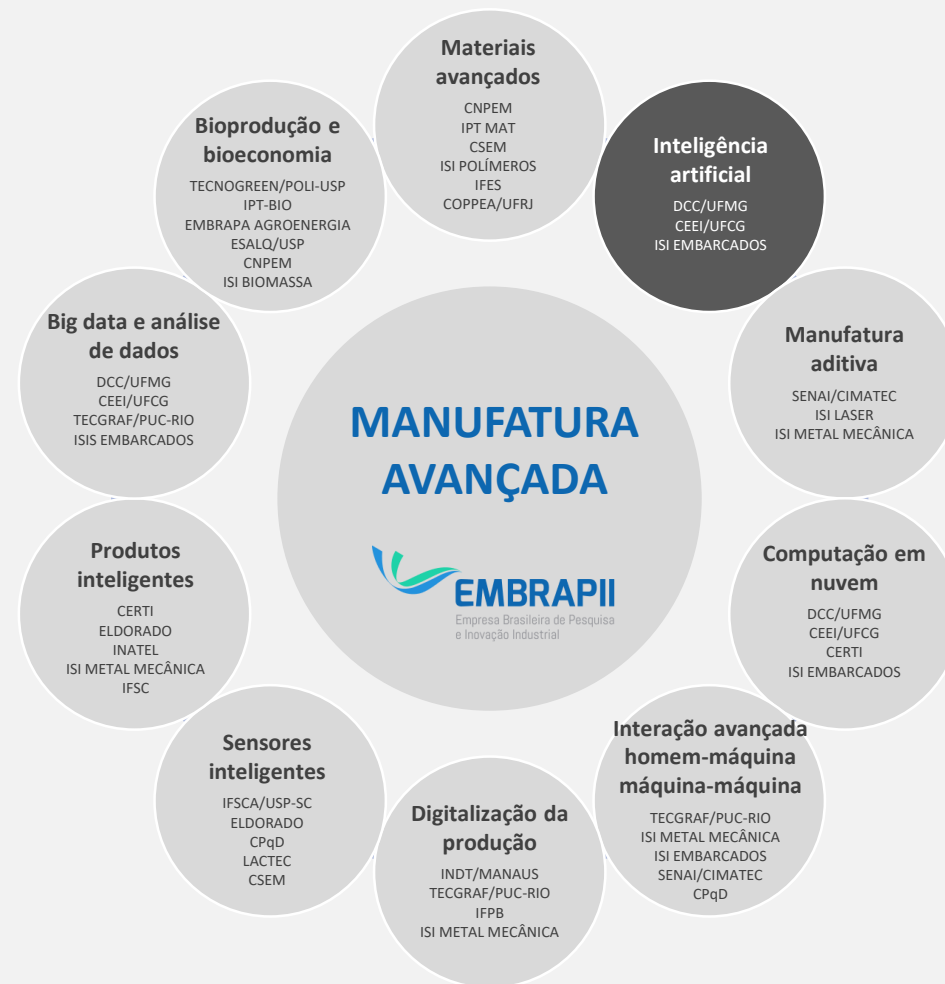 Materiais
avançados
CNPEM
IPT MAT
CSEM
ISI POLÍMEROS
IFES
COPPEA/UFRJ
Inteligência
artificial
DCC/UFMG
CEEI/UFCG
ISI EMBARCADOS
Manufatura
aditiva
SENAI/CIMATEC
ISI LASER
ISI METAL MECÂNICA
Computação em
nuvem
DCC/UFMG
CEEI/UFCG
CERTI
ISI EMBARCADOS
Interação avançada
homem-máquina
máquina-máquina
TECGRAF/PUC-RIO
ISI METAL MECÂNICA
ISI EMBARCADOS
SENAI/CIMATEC
CPqD
Digitalização da
produção
INDT/MANAUS
TECGRAF/PUC-RIO
IFPB
ISI METAL MECÂNICA
Sensores
inteligentes
IFSCA/USP-SC
ELDORADO
CPqD
LACTEC
CSEM
Produtos
inteligentes
CERTI
ELDORADO
INATEL
ISI METAL MECÂNICA
IFSC
Big data e análise
de dados
DCC/UFMG
CEEI/UFCG
TECGRAF/PUC-RIO
ISIS EMBARCADOS
Bioprodução e
bioeconomia
TECNOGREEN/POLI-USP
IPT-BIO
EMBRAPA AGROENERGIA
ESALQ/USP
CNPEM
ISI BIOMASSA
MANUFATURA
AVANÇADA
EMBRAPII
Empresa Brasileira de Pesquisa
e Inovação Industrial